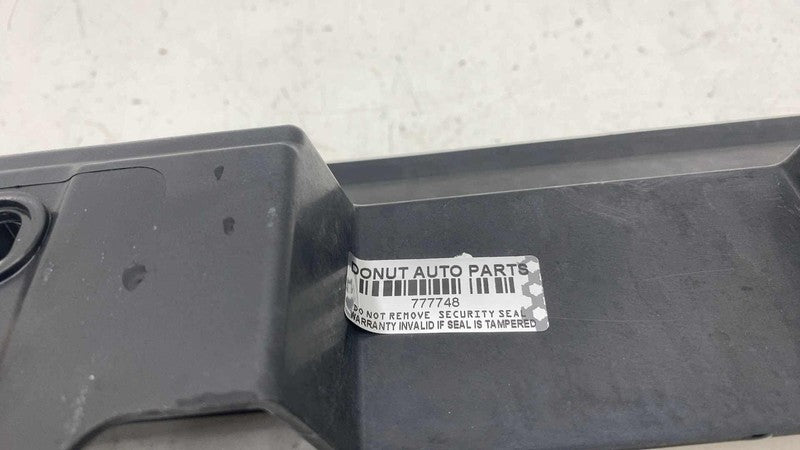 DONUT AUTO PARTS
777748
DO NOT REMOVE SECURITY SEAL
WARRANTY INVALID IF SEAL IS TAMPERED